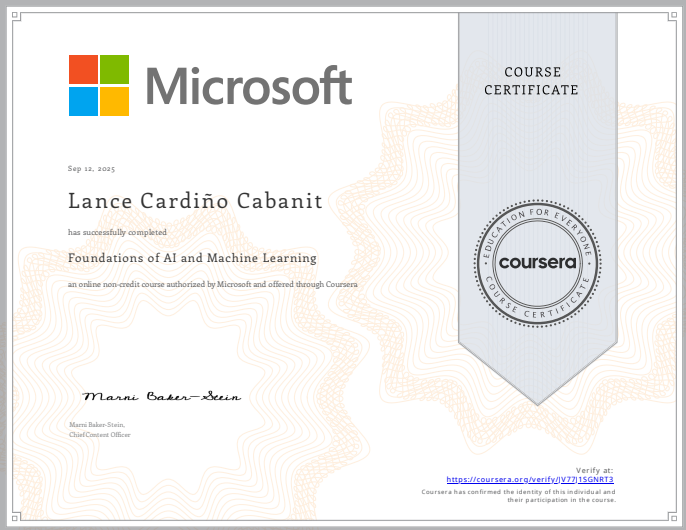 Microsoft
COURSE
CERTIFICATE
Sep 12, 2025
Lance Cardiño Cabanit
has successfully completed
Foundations of AI and Machine Learning
an online non-credit course authorized by Microsoft and offered through Coursera
EDUCATION FOR EVERYONE
coursera
COURSE CERTIFICATE
Marni Baker-Stein
Marni Baker-Stein,
Chief Content Officer
Verify at:
https://coursera.org/verify/JV77J1SGNRT3
Coursera has confirmed the identity of this individual and
their participation in the course.